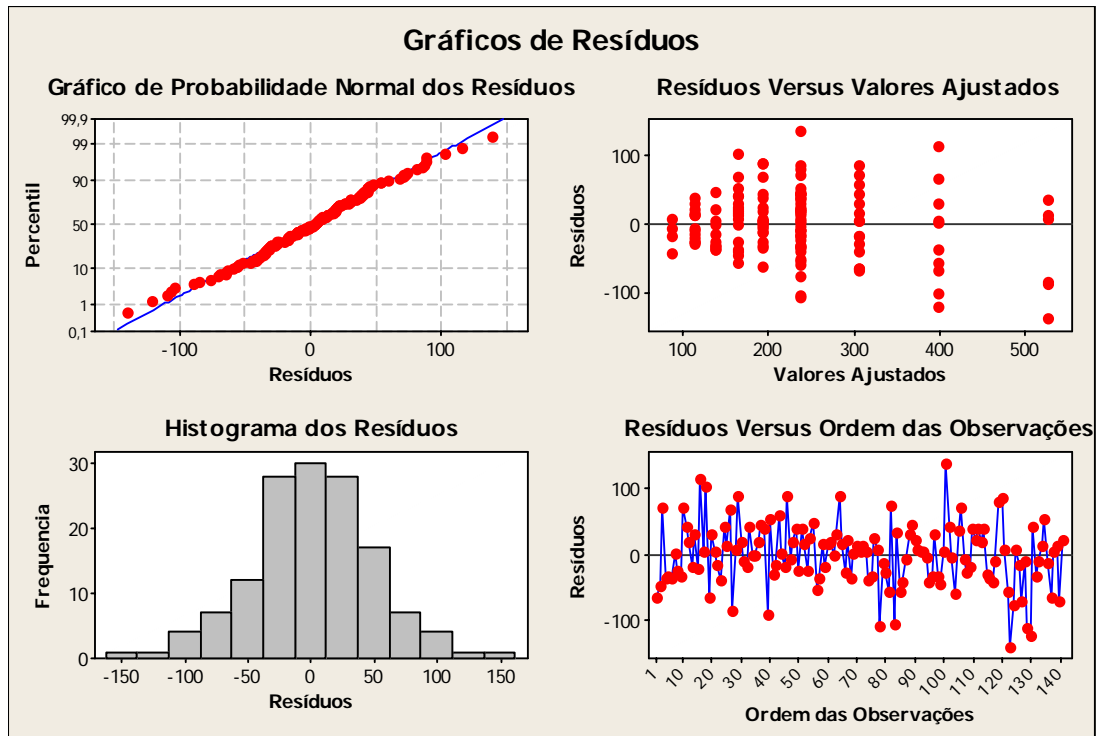 Gráficos de Resíduos
Gráfico de Probabilidade Normal dos Resíduos
99,9
99
90
50
10
1
0,1
Percentil
-100 0 100
Resíduos
Resíduos Versus Valores Ajustados
100
0
-100
Resíduos
100 200 300 400 500
Valores Ajustados
Histograma dos Resíduos
30
20
10
0
Frequencia
-150 -100 -50 0 50 100 150
Resíduos
Resíduos Versus Ordem das Observações
100
0
-100
Resíduos
1 10 20 30 40 50 60 70 80 90 100 110 120 130 140
Ordem das Observações